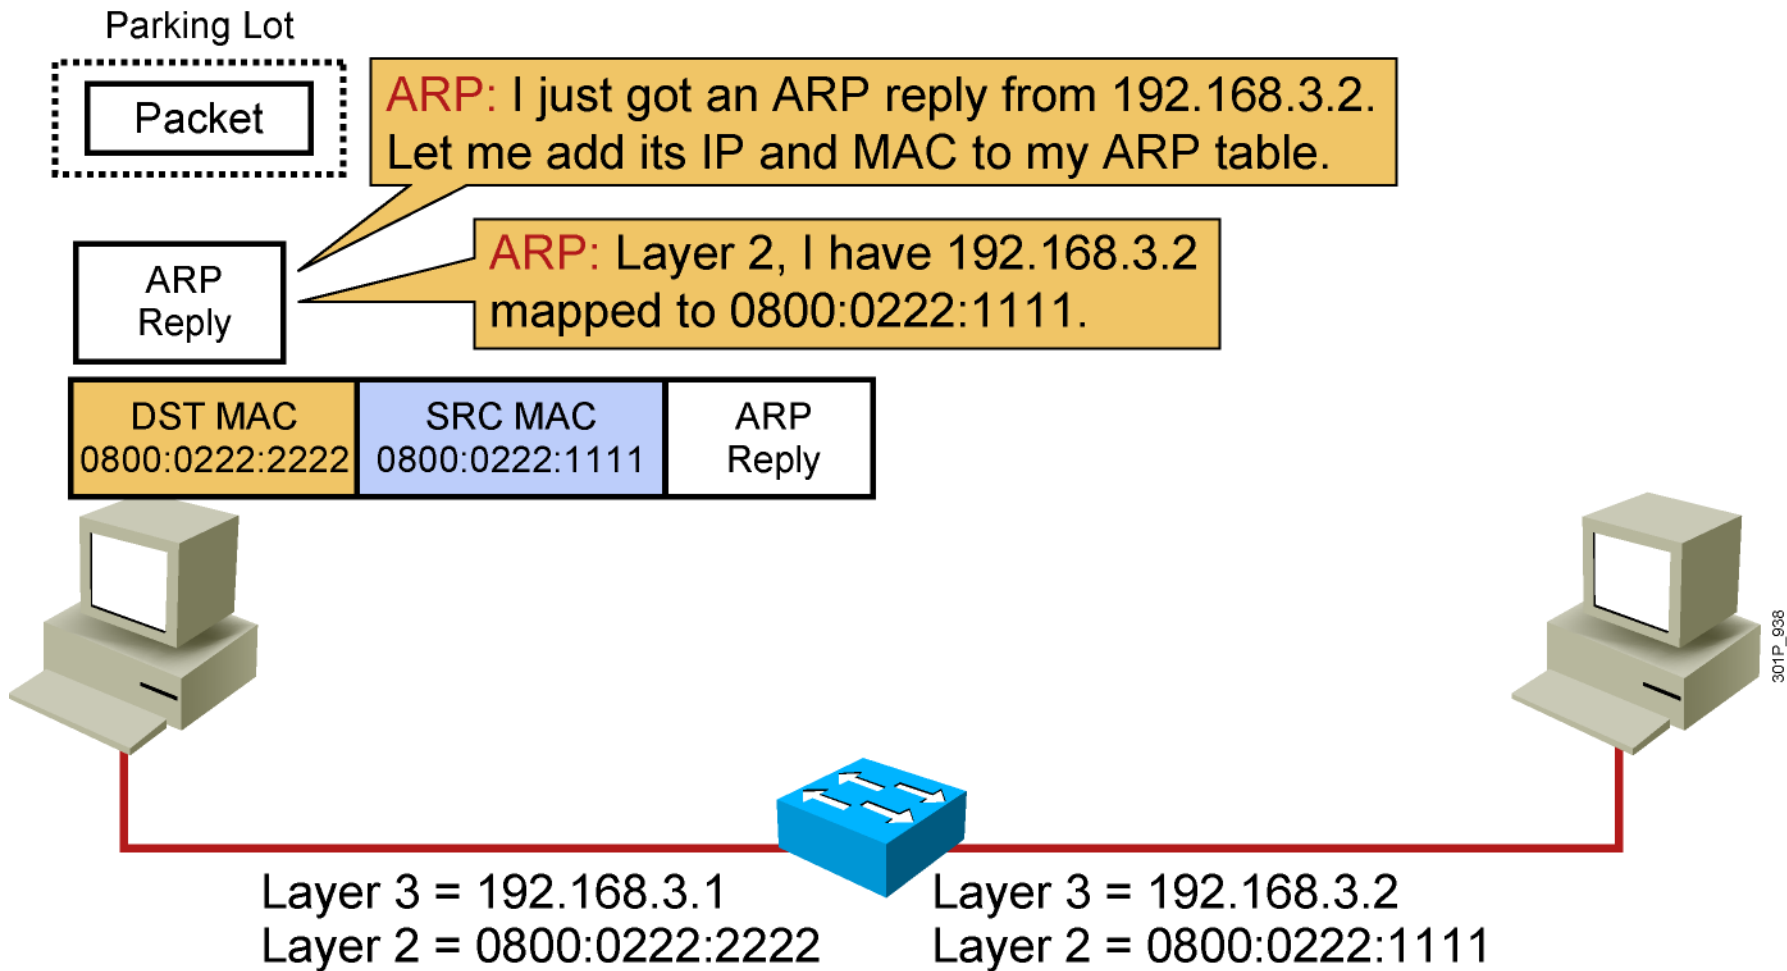 Parking Lot
Packet
ARP: I just got an ARP reply from 192.168.3.2.
Let me add its IP and MAC to my ARP table.
ARP
Reply
ARP: Layer 2, I have 192.168.3.2
mapped to 0800:0222:1111.
DST MAC
0800:0222:2222
SRC MAC
0800:0222:1111
ARP
Reply
301P_938
Layer 3 = 192.168.3.1
Layer 2 = 0800:0222:2222
Layer 3 = 192.168.3.2
Layer 2 = 0800:0222:1111